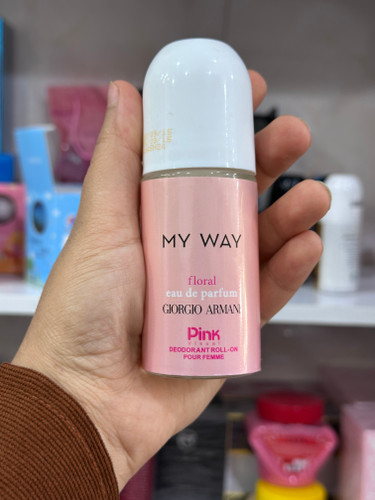 MY WAY
floral
eau de parfum
GIORGIO ARMANI
Pink
DEODORANT ROLL-ON
POUR FEMME